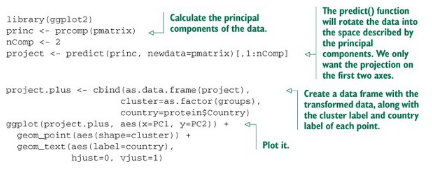 library(ggplot2)
princ <- prcomp(pmatrix)
nComp <- 2
project <- predict(princ, newdata=pmatrix)[,1:nComp]
Calculate the principal
components of the data.
The predict() function
will rotate the data into
the space described by
the principal
components. We only
want the projection on
the first two axes.
project.plus <- cbind(as.data.frame(project),
cluster=as.factor(groups),
country=protein$Country)
ggplot(project.plus, aes(x=PC1, y=PC2)) +
geom_point(aes(shape=cluster)) +
geom_text(aes(label=country),
hjust=0, vjust=1)
Create a data frame with the
transformed data, along with
the cluster label and country
label of each point.
Plot it.